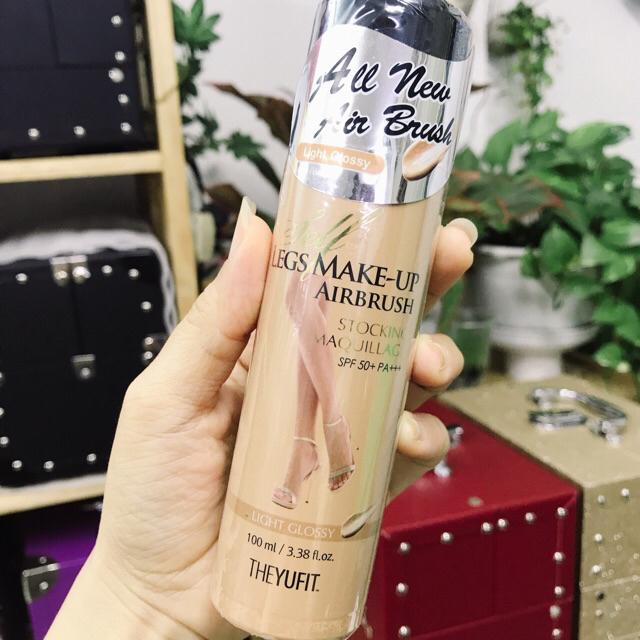 All New
Air Brush
Light Glossy
LEGS MAKE-UP
AIRBRUSH
STOCKING
MAQUILLAG
SPF 50+ PA+++
LIGHT GLOSSY
100 ml / 3.38 fl.oz.
THEYUFIT